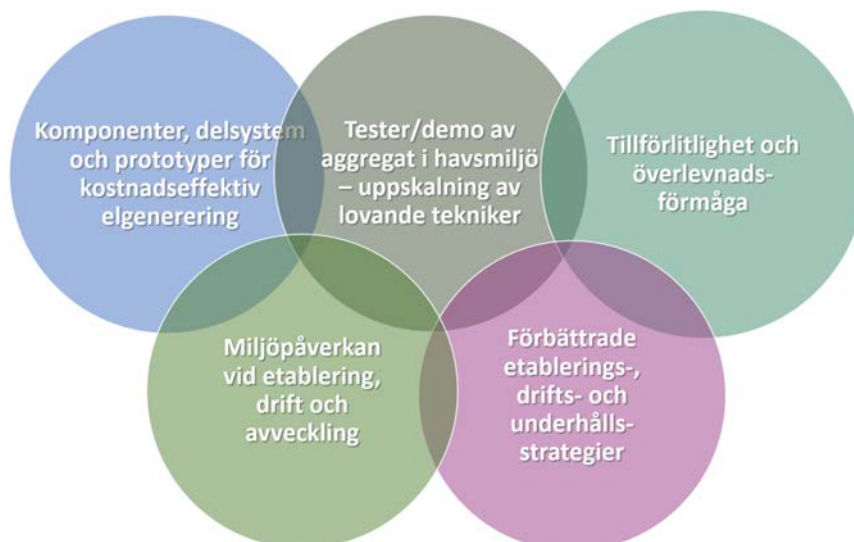 Komponenter, delsystem
och prototyper för
kostnadseffektiv
elgenerering
Tester/demo av
aggregat i havsmiljö
– uppskalning av
lovande tekniker
Tillförlitlighet och
överlevnads-
förmåga
Miljöpåverkan
vid etablering,
drift och
avveckling
Förbättrade
etablerings-,
drifts- och
underhålls-
strategier